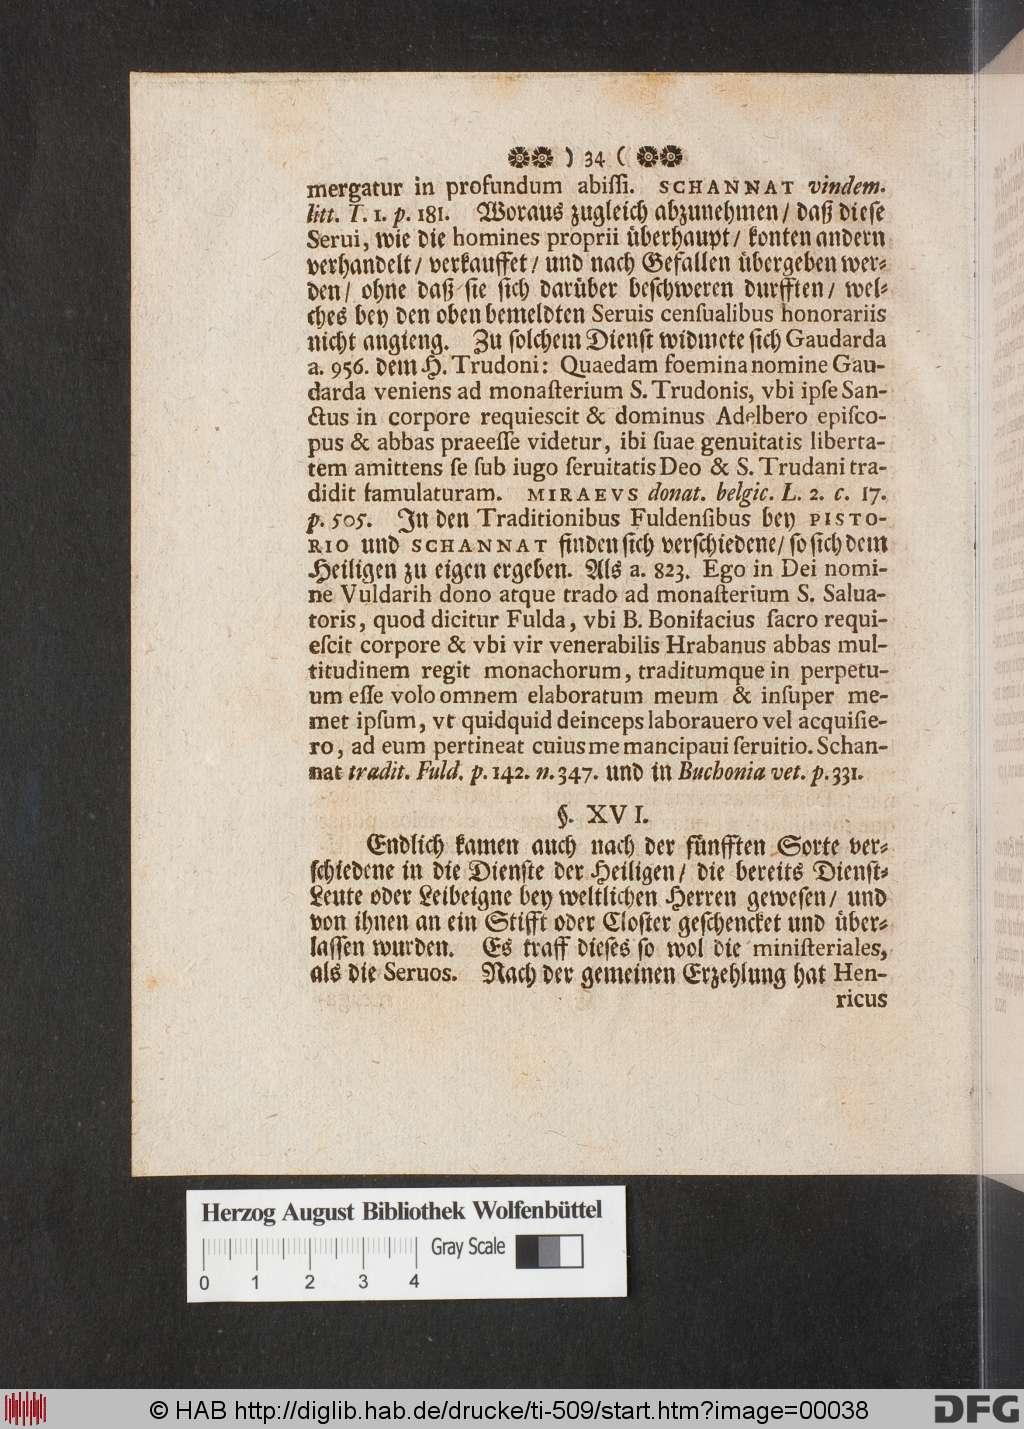 ) 34 (
mergatur in profundum abiſſi. SCHANNAT vindem.
litt. T. 1. p. 181. Woraus zugleich abzunehmen / daß dieſe
Serui, wie die homines proprii überhaupt / konten andern
verhandelt / verkauffet / und nach Gefallen übergeben wer-
den / ohne daß ſie ſich darüber beſchweren durfften / wel-
ches bey den oben bemeldten Seruis cenſualibus honorariis
nicht angieng. Zu ſolchem Dienſt widmete ſich Gaudarda
a. 956. dem H. Trudoni: Quaedam foemina nomine Gau-
darda veniens ad monaſterium S. Trudonis, vbi ipſe San-
ctus in corpore requiescit & dominus Adelbero epiſco-
pus & abbas praeeſſe videtur, ibi ſuae genuitatis liberta-
tem amittens ſe ſub iugo ſeruitatis Deo & S. Trudani tra-
didit famulaturam. MIRAEVS donat. belgic. L. 2. c. 17.
p. 505. In den Traditionibus Fuldenſibus bey PISTO-
RIO und SCHANNAT finden ſich verſchiedene / ſo ſich dem
Heiligen zu eigen ergeben. Als a. 823. Ego in Dei nomi-
ne Vuldarih dono atque trado ad monaſterium S. Salua-
toris, quod dicitur Fulda, vbi B. Bonifacius ſacro requi-
eſcit corpore & vbi vir venerabilis Hrabanus abbas mul-
titudinem regit monachorum, traditumque in perpetu-
um eſſe volo omnem elaboratum meum & inſuper me-
met ipſum, vt quidquid deinceps laborauero vel acquiſie-
ro, ad eum pertineat cuius me mancipaui ſeruitio. Schan-
nat tradit. Fuld. p. 142. n. 347. und in Buchonia vet. p. 331.
§. XVI.
Endlich kamen auch nach der fünfften Sorte ver-
ſchiedene in die Dienſte der Heiligen / die bereits Dienſt-
Leute oder Leibeigne bey weltlichen Herren geweſen / und
von ihnen an ein Stifft oder Cloſter geſchencket und über-
laſſen wurden. Es traff dieſes ſo wol die miniſteriales,
als die Seruos. Nach der gemeinen Erzehlung hat Hen-
ricus
Herzog August Bibliothek Wolfenbüttel
Gray Scale
0 1 2 3 4
© HAB http://diglib.hab.de/drucke/ti-509/start.htm?image=00038
DFG